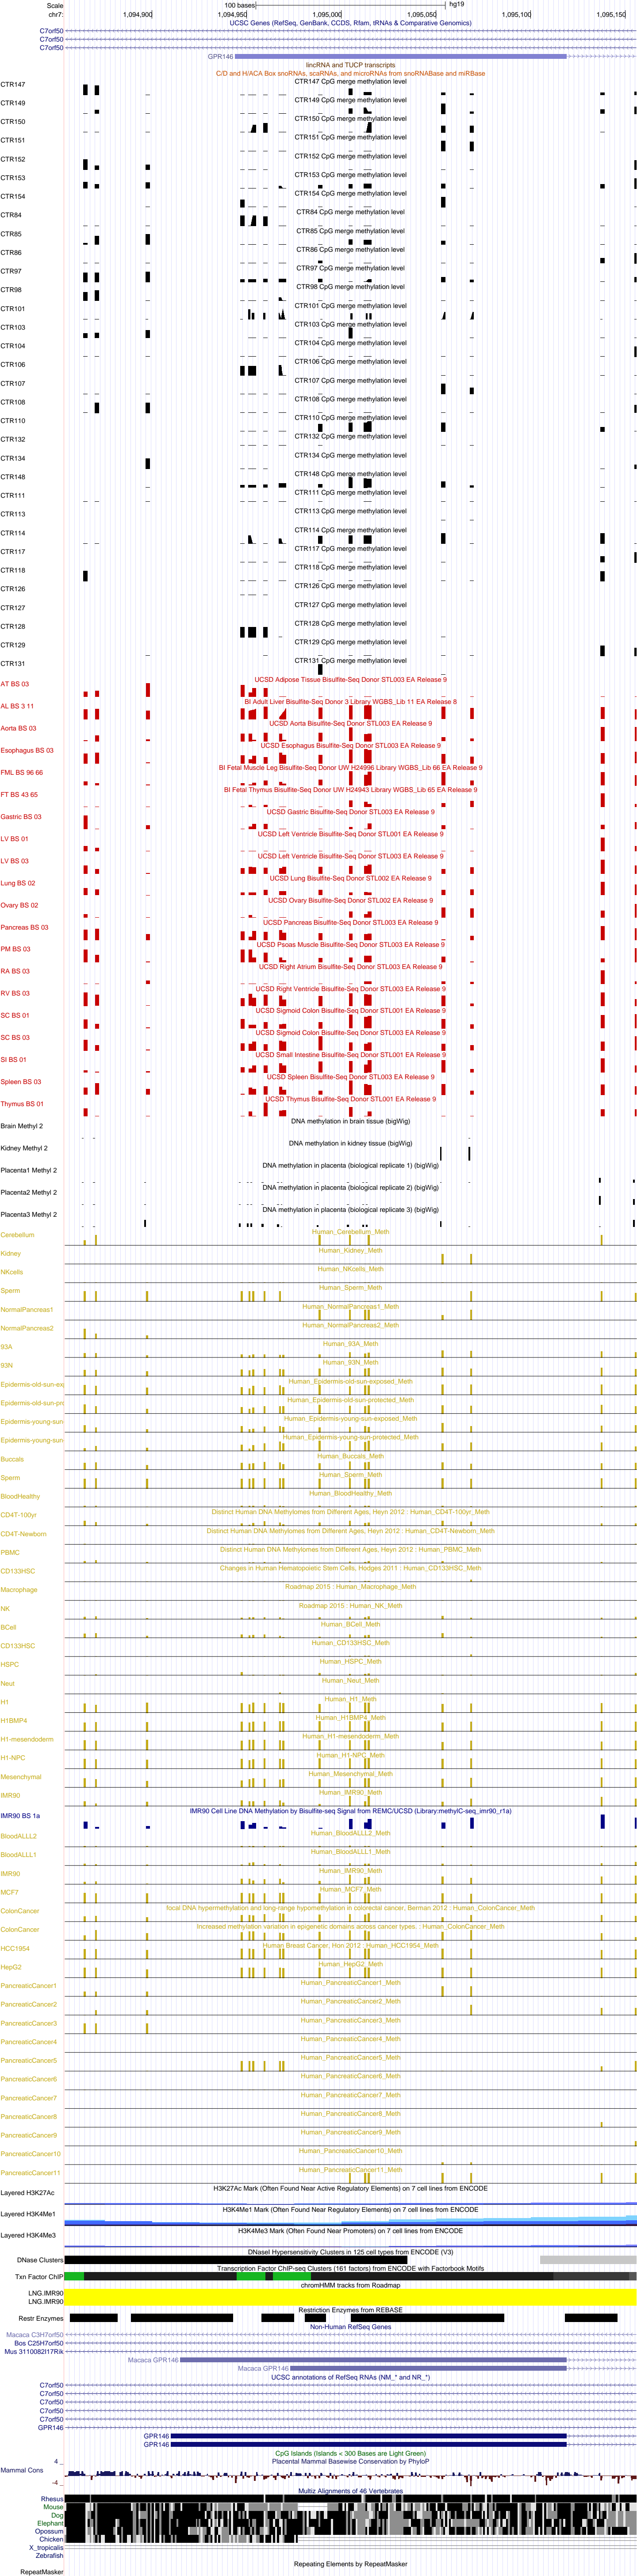 Scale 100 bases hg19
chr7: 1,094,900 1,094,950 1,095,000 1,095,050 1,095,100 1,095,150
UCSC Genes (RefSeq, GenBank, CCDS, Rfam, tRNAs & Comparative Genomics)
C7orf50
C7orf50
C7orf50
GPR146
lincRNA and TUCP transcripts
C/D and H/ACA Box snoRNAs, scaRNAs, and microRNAs from snoRNABase and miRBase
CTR147 CpG merge methylation level
CTR147
CTR149 CpG merge methylation level
CTR149
CTR150 CpG merge methylation level
CTR150
CTR151 CpG merge methylation level
CTR151
CTR152 CpG merge methylation level
CTR152
CTR153 CpG merge methylation level
CTR153
CTR154 CpG merge methylation level
CTR154
CTR84 CpG merge methylation level
CTR84
CTR85 CpG merge methylation level
CTR85
CTR86 CpG merge methylation level
CTR86
CTR97 CpG merge methylation level
CTR97
CTR98 CpG merge methylation level
CTR98
CTR101 CpG merge methylation level
CTR101
CTR103 CpG merge methylation level
CTR103
CTR104 CpG merge methylation level
CTR104
CTR106 CpG merge methylation level
CTR106
CTR107 CpG merge methylation level
CTR107
CTR108 CpG merge methylation level
CTR108
CTR110 CpG merge methylation level
CTR110
CTR132 CpG merge methylation level
CTR132
CTR134 CpG merge methylation level
CTR134
CTR148 CpG merge methylation level
CTR148
CTR111 CpG merge methylation level
CTR111
CTR113 CpG merge methylation level
CTR113
CTR114 CpG merge methylation level
CTR114
CTR117 CpG merge methylation level
CTR117
CTR118 CpG merge methylation level
CTR118
CTR126 CpG merge methylation level
CTR126
CTR127 CpG merge methylation level
CTR127
CTR128 CpG merge methylation level
CTR128
CTR129 CpG merge methylation level
CTR129
CTR131 CpG merge methylation level
CTR131
UCSD Adipose Tissue Bisulfite-Seq Donor STL003 EA Release 9
AT BS 03
BI Adult Liver Bisulfite-Seq Donor 3 Library WGBS_Lib 11 EA Release 8
AL BS 3 11
UCSD Aorta Bisulfite-Seq Donor STL003 EA Release 9
Aorta BS 03
UCSD Esophagus Bisulfite-Seq Donor STL003 EA Release 9
Esophagus BS 03
BI Fetal Muscle Leg Bisulfite-Seq Donor UW H24996 Library WGBS_Lib 66 EA Release 9
FML BS 96 66
BI Fetal Thymus Bisulfite-Seq Donor UW H24943 Library WGBS_Lib 65 EA Release 9
FT BS 43 65
UCSD Gastric Bisulfite-Seq Donor STL003 EA Release 9
Gastric BS 03
UCSD Left Ventricle Bisulfite-Seq Donor STL001 EA Release 9
LV BS 01
UCSD Left Ventricle Bisulfite-Seq Donor STL003 EA Release 9
LV BS 03
UCSD Lung Bisulfite-Seq Donor STL002 EA Release 9
Lung BS 02
UCSD Ovary Bisulfite-Seq Donor STL002 EA Release 9
Ovary BS 02
UCSD Pancreas Bisulfite-Seq Donor STL003 EA Release 9
Pancreas BS 03
UCSD Psoas Muscle Bisulfite-Seq Donor STL003 EA Release 9
PM BS 03
UCSD Right Atrium Bisulfite-Seq Donor STL003 EA Release 9
RA BS 03
UCSD Right Ventricle Bisulfite-Seq Donor STL003 EA Release 9
RV BS 03
UCSD Sigmoid Colon Bisulfite-Seq Donor STL001 EA Release 9
SC BS 01
UCSD Sigmoid Colon Bisulfite-Seq Donor STL003 EA Release 9
SC BS 03
UCSD Small Intestine Bisulfite-Seq Donor STL001 EA Release 9
SI BS 01
UCSD Spleen Bisulfite-Seq Donor STL003 EA Release 9
Spleen BS 03
UCSD Thymus Bisulfite-Seq Donor STL001 EA Release 9
Thymus BS 01
DNA methylation in brain tissue (bigWig)
Brain Methyl 2
DNA methylation in kidney tissue (bigWig)
Kidney Methyl 2
DNA methylation in placenta (biological replicate 1) (bigWig)
Placenta1 Methyl 2
DNA methylation in placenta (biological replicate 2) (bigWig)
Placenta2 Methyl 2
DNA methylation in placenta (biological replicate 3) (bigWig)
Placenta3 Methyl 2
Human_Cerebellum_Meth
Cerebellum
Human_Kidney_Meth
Kidney
Human_NKcells_Meth
NKcells
Human_Sperm_Meth
Sperm
Human_NormalPancreas1_Meth
NormalPancreas1
Human_NormalPancreas2_Meth
NormalPancreas2
Human_93A_Meth
93A
Human_93N_Meth
93N
Human_Epidermis-old-sun-exposed_Meth
Epidermis-old-sun-ex
Human_Epidermis-old-sun-protected_Meth
Epidermis-old-sun-pro
Human_Epidermis-young-sun-exposed_Meth
Epidermis-young-sun
Human_Epidermis-young-sun-protected_Meth
Epidermis-young-sun
Human_Buccals_Meth
Buccals
Human_Sperm_Meth
Sperm
Human_BloodHealthy_Meth
BloodHealthy
Distinct Human DNA Methylomes from Different Ages, Heyn 2012 : Human_CD4T-100yr_Meth
CD4T-100yr
Distinct Human DNA Methylomes from Different Ages, Heyn 2012 : Human_CD4T-Newborn_Meth
CD4T-Newborn
Distinct Human DNA Methylomes from Different Ages, Heyn 2012 : Human_PBMC_Meth
PBMC
Changes in Human Hematopoietic Stem Cells, Hodges 2011 : Human_CD133HSC_Meth
CD133HSC
Roadmap 2015 : Human_Macrophage_Meth
Macrophage
Roadmap 2015 : Human_NK_Meth
NK
Human_BCell_Meth
BCell
Human_CD133HSC_Meth
CD133HSC
Human_HSPC_Meth
HSPC
Human_Neut_Meth
Neut
Human_H1_Meth
H1
Human_H1BMP4_Meth
H1BMP4
Human_H1-mesendoderm_Meth
H1-mesendoderm
Human_H1-NPC_Meth
H1-NPC
Human_Mesenchymal_Meth
Mesenchymal
Human_IMR90_Meth
IMR90
IMR90 Cell Line DNA Methylation by Bisulfite-seq Signal from REMC/UCSD (Library:methylC-seq_imr90_r1a)
IMR90 BS 1a
Human_BloodALLL2_Meth
BloodALLL2
Human_BloodALLL1_Meth
BloodALLL1
Human_IMR90_Meth
IMR90
Human_MCF7_Meth
MCF7
focal DNA hypermethylation and long-range hypomethylation in colorectal cancer, Berman 2012 : Human_ColonCancer_Meth
ColonCancer
Increased methylation variation in epigenetic domains across cancer types, : Human_ColonCancer_Meth
ColonCancer
Human Breast Cancer, Hon 2012 : Human_HCC1954_Meth
HCC1954
Human_HepG2_Meth
HepG2
Human_PancreaticCancer1_Meth
PancreaticCancer1
Human_PancreaticCancer2_Meth
PancreaticCancer2
Human_PancreaticCancer3_Meth
PancreaticCancer3
Human_PancreaticCancer4_Meth
PancreaticCancer4
Human_PancreaticCancer5_Meth
PancreaticCancer5
Human_PancreaticCancer6_Meth
PancreaticCancer6
Human_PancreaticCancer7_Meth
PancreaticCancer7
Human_PancreaticCancer8_Meth
PancreaticCancer8
Human_PancreaticCancer9_Meth
PancreaticCancer9
Human_PancreaticCancer10_Meth
PancreaticCancer10
Human_PancreaticCancer11_Meth
PancreaticCancer11
H3K27Ac Mark (Often Found Near Active Regulatory Elements) on 7 cell lines from ENCODE
Layered H3K27Ac
H3K4Me1 Mark (Often Found Near Regulatory Elements) on 7 cell lines from ENCODE
Layered H3K4Me1
H3K4Me3 Mark (Often Found Near Promoters) on 7 cell lines from ENCODE
Layered H3K4Me3
DNaseI Hypersensitivity Clusters in 125 cell types from ENCODE (V3)
DNase Clusters
Transcription Factor ChIP-seq Clusters (161 factors) from ENCODE with Factorbook Motifs
Txn Factor ChIP
chromHMM tracks from Roadmap
LNG.IMR90
LNG.IMR90
Restriction Enzymes from REBASE
Restr Enzymes
Non-Human RefSeq Genes
Macaca C3H7orf50
Bos C25H7orf50
Mus 3110082I17Rik
Macaca GPR146
Macaca GPR146
UCSC annotations of RefSeq RNAs (NM_* and NR_*)
C7orf50
C7orf50
C7orf50
C7orf50
C7orf50
GPR146
GPR146
GPR146
CpG Islands (Islands < 300 Bases are Light Green)
Placental Mammal Basewise Conservation by PhyloP
4 _
Mammal Cons
-4 _
Multiz Alignments of 46 Vertebrates
Rhesus
Mouse
Dog
Elephant
Opossum
Chicken
X_tropicalis
Zebrafish
Repeating Elements by RepeatMasker
RepeatMasker